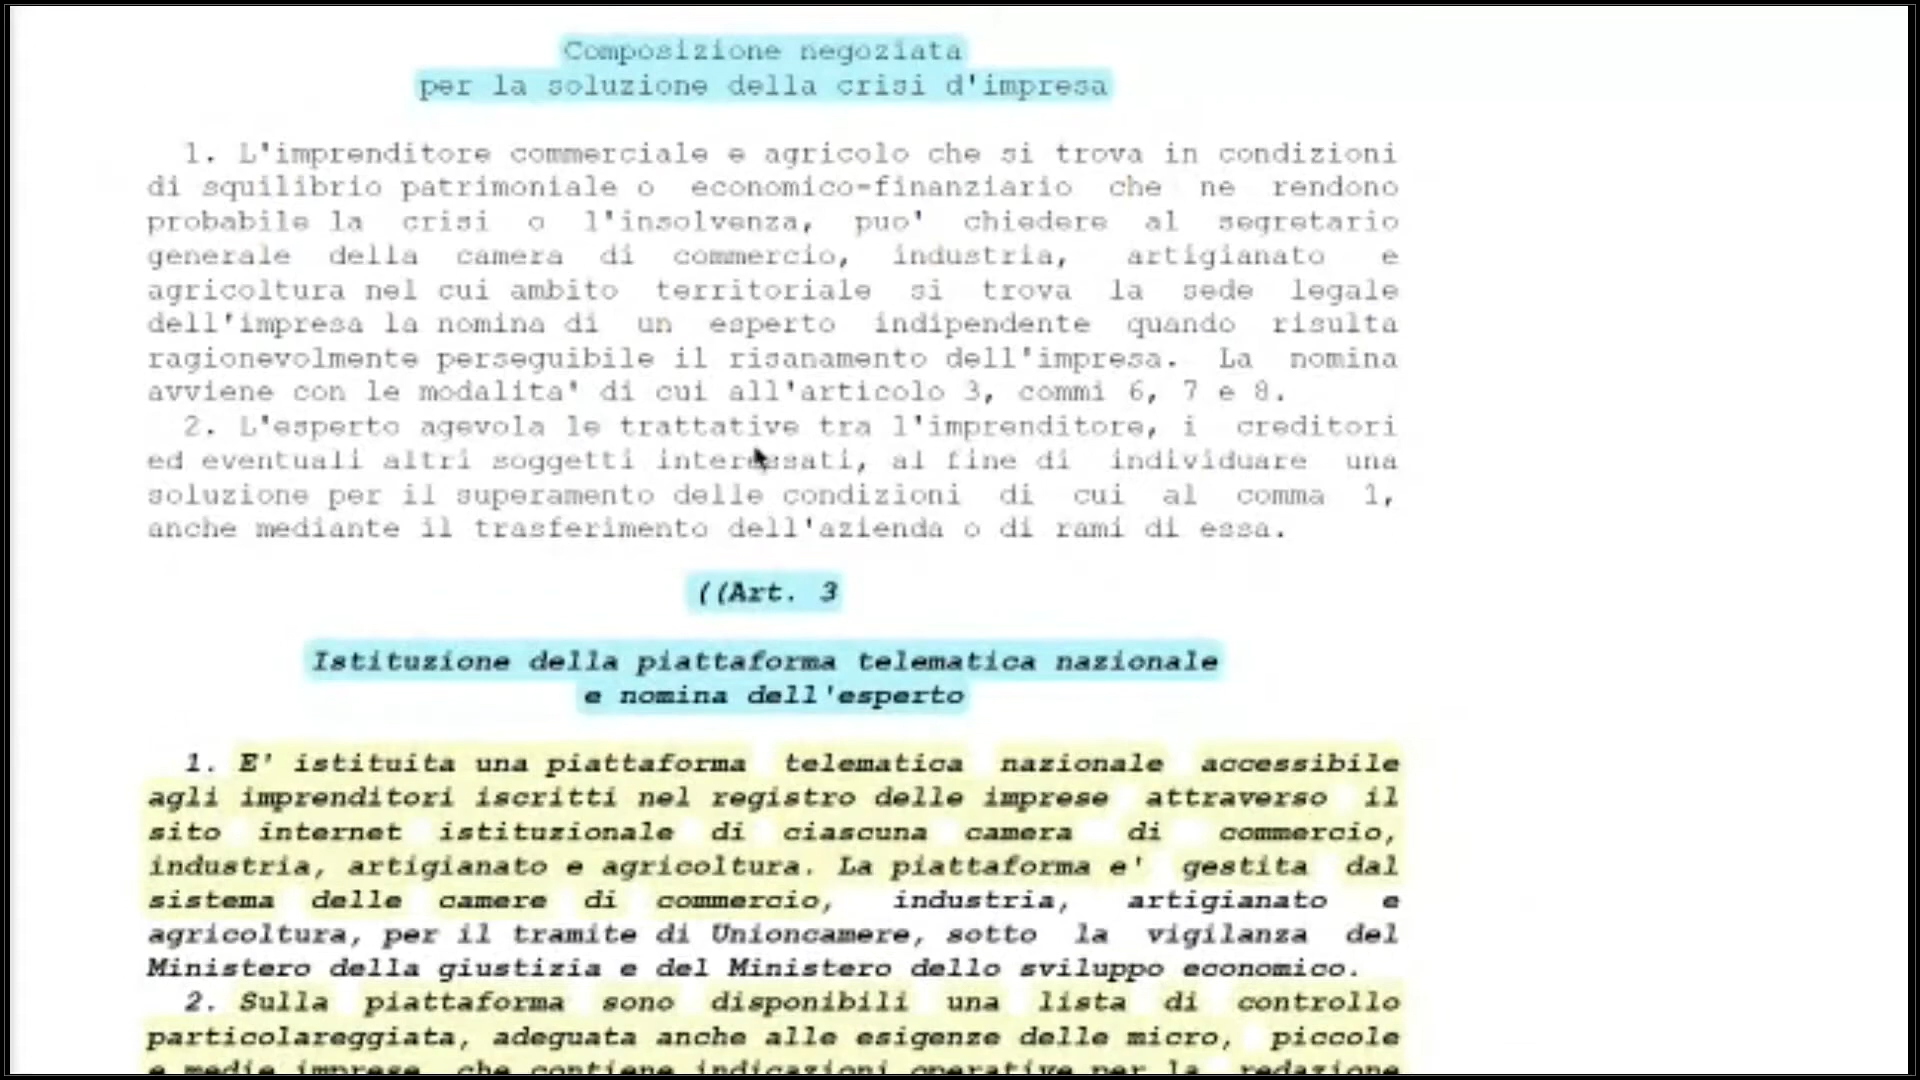 Composizione negoziata
per la soluzione della crisi d'impresa
1. L'imprenditore commerciale e agricolo che si trova in condizioni
di squilibrio patrimoniale o economico-finanziario che ne rendono
probabile la crisi o l'insolvenza, puo' chiedere al segretario
generale della camera di commercio, industria, artigianato e
agricoltura nel cui ambito territoriale si trova la sede legale
dell'impresa la nomina di un esperto indipendente quando risulta
ragionevolmente perseguibile il risanamento dell'impresa. La nomina
avviene con le modalita' di cui all'articolo 3, commi 6, 7 e 8.
2. L'esperto agevola le trattative tra l'imprenditore, i creditori
ed eventuali altri soggetti interessati, al fine di individuare una
soluzione per il superamento delle condizioni di cui al comma 1,
anche mediante il trasferimento dell'azienda o di rami di essa.
((Art. 3
Istituzione della piattaforma telematica nazionale
e nomina dell'esperto
1. E' istituita una piattaforma telematica nazionale accessibile
agli imprenditori iscritti nel registro delle imprese attraverso il
sito internet istituzionale di ciascuna camera di commercio,
industria, artigianato e agricoltura. La piattaforma e' gestita dal
sistema delle camere di commercio, industria, artigianato e
agricoltura, per il tramite di Unioncamere, sotto la vigilanza del
Ministero della giustizia e del Ministero dello sviluppo economico.
2. Sulla piattaforma sono disponibili una lista di controllo
particolareggiata, adeguata anche alle esigenze delle micro, piccole
e medie imprese, che contiene indicazioni operative per la redazione